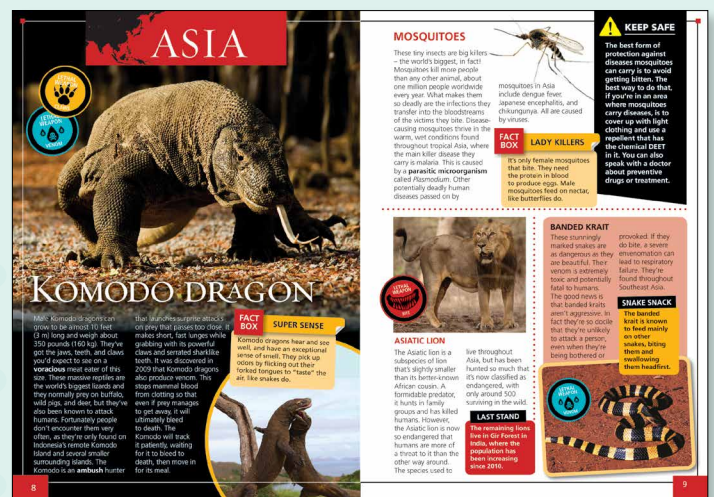 ASIA
LETHAL
WEAPON
LETHAL
WEAPON
VENOM
KOMODO DRAGON
Male Komodo dragons can
grow to be almost 10 feet
(3 m) long and weigh about
350 pounds (160 kg). They've
got the jaws, teeth, and claws
you'd expect to see on a
voracious meat eater of this
size. These massive reptiles are
the world's biggest lizards and
they normally prey on buffalo,
wild pigs, and deer, but they've
also been known to attack
humans. Fortunately people
don't encounter them very
often, as they're only found on
Indonesia's remote Komodo
Island and several smaller
surrounding islands. The
Komodo is an ambush hunter
that launches surprise attacks
on prey that passes too close. It
makes short, fast lunges while
grabbing with its powerful
claws and serrated sharklike
teeth. It was discovered in
2009 that Komodo dragons
also produce venom. This
stops mammal blood
from clotting so that
even if prey manages
to get away, it will
ultimately bleed
to death. The
Komodo will track
it patiently, waiting
for it to bleed to
death, then move in
for its meal.
FACT
BOX
SUPER SENSE
Komodo dragons hear and see
well, and have an exceptional
sense of smell. They pick up
odors by flicking out their
forked tongues to "taste" the
air, like snakes do.
8
MOSQUITOES
These tiny insects are big killers
– the world's biggest, in fact!
Mosquitoes kill more people
than any other animal, about
one million people worldwide
every year. What makes them
so deadly are the infections they
transfer into the bloodstreams
of the victims they bite. Disease-
causing mosquitoes thrive in the
warm, wet conditions found
throughout tropical Asia, where
the main killer disease they
carry is malaria. This is caused
by a parasitic microorganism
called Plasmodium. Other
potentially deadly human
diseases passed on by
mosquitoes in Asia
include dengue fever,
Japanese encephalitis, and
chikungunya. All are caused
by viruses.
FACT
BOX
LADY KILLERS
It's only female mosquitoes
that bite. They need
the protein in blood
to produce eggs. Male
mosquitoes feed on nectar,
like butterflies do.
KEEP SAFE
The best form of
protection against
diseases mosquitoes
can carry is to avoid
getting bitten. The
best way to do that,
if you're in an area
where mosquitoes
carry diseases, is to
cover up with light
clothing and use a
repellent that has
the chemical DEET
in it. You can also
speak with a doctor
about preventive
drugs or treatment.
LETHAL
WEAPON
BITE
ASIATIC LION
The Asiatic lion is a
subspecies of lion
that's slightly smaller
than its better-known
African cousin. A
formidable predator,
it hunts in family
groups and has killed
humans. However,
the Asiatic lion is now
so endangered that
humans are more of
a threat to it than the
other way around.
The species used to
live throughout
Asia, but has been
hunted so much that
it's now classified as
endangered, with
only around 500
surviving in the wild.
LAST STAND
The remaining lions
live in Gir Forest in
India, where the
population has
been increasing
since 2010.
BANDED KRAIT
These stunningly
marked snakes are
as dangerous as they
are beautiful. Their
venom is extremely
toxic and potentially
fatal to humans.
The good news is
that banded kraits
aren't aggressive. In
fact they're so docile
that they're unlikely
to attack a person,
even when they're
being bothered or
provoked. If they
do bite, a severe
envenomation can
lead to respiratory
failure. They're
found throughout
Southeast Asia.
SNAKE SNACK
The banded
krait is known
to feed mainly
on other
snakes, biting
them and
swallowing
them headfirst.
LETHAL
WEAPON
VENOM
9